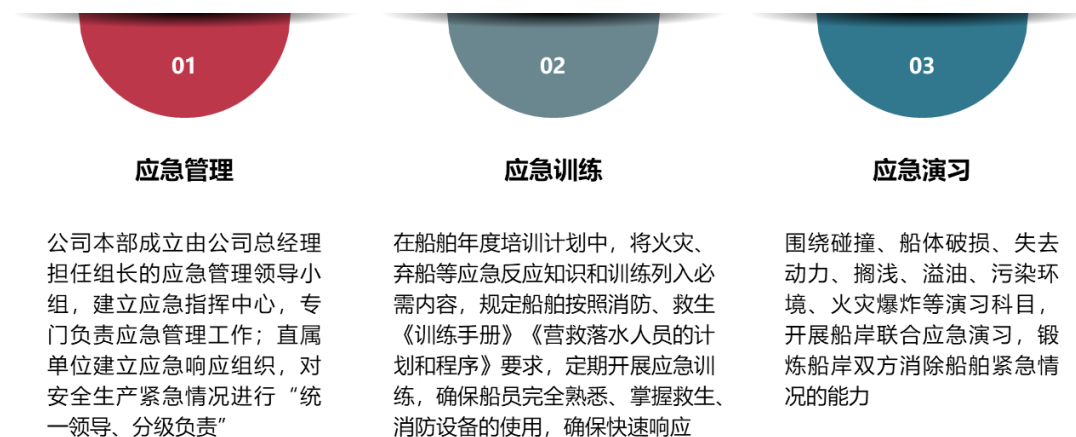 01
应急管理
公司本部成立由公司总经理
担任组长的应急管理领导小
组，建立应急指挥中心，专
门负责应急管理工作；直属
单位建立应急响应组织，对
安全生产紧急情况进行“统
一领导、分级负责”
02
应急训练
在船舶年度培训计划中，将火灾、
弃船等应急反应知识和训练列入必
需内容，规定船舶按照消防、救生
《训练手册》《营救落水人员的计
划和程序》要求，定期开展应急训
练，确保船员完全熟悉、掌握救生、
消防设备的使用，确保快速响应
03
应急演习
围绕碰撞、船体破损、失去
动力、搁浅、溢油、污染环
境、火灾爆炸等演习科目，
开展船岸联合应急演习，锻
炼船岸双方消除船舶紧急情
况的能力